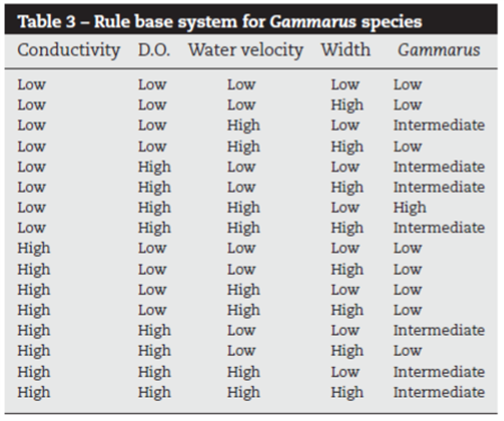 Table 3 – Rule base system for Gammarus species
Conductivity D.O. Water velocity Width Gammarus
Low Low Low Low Low
Low Low Low High Low
Low Low High Low Intermediate
Low Low High High Low
Low High Low Low Intermediate
Low High Low High Intermediate
Low High High Low High
Low High High High Intermediate
High Low Low Low Low
High Low Low High Low
High Low High Low Low
High Low High High Low
High High Low Low Intermediate
High High Low High Low
High High High Low Intermediate
High High High High Intermediate